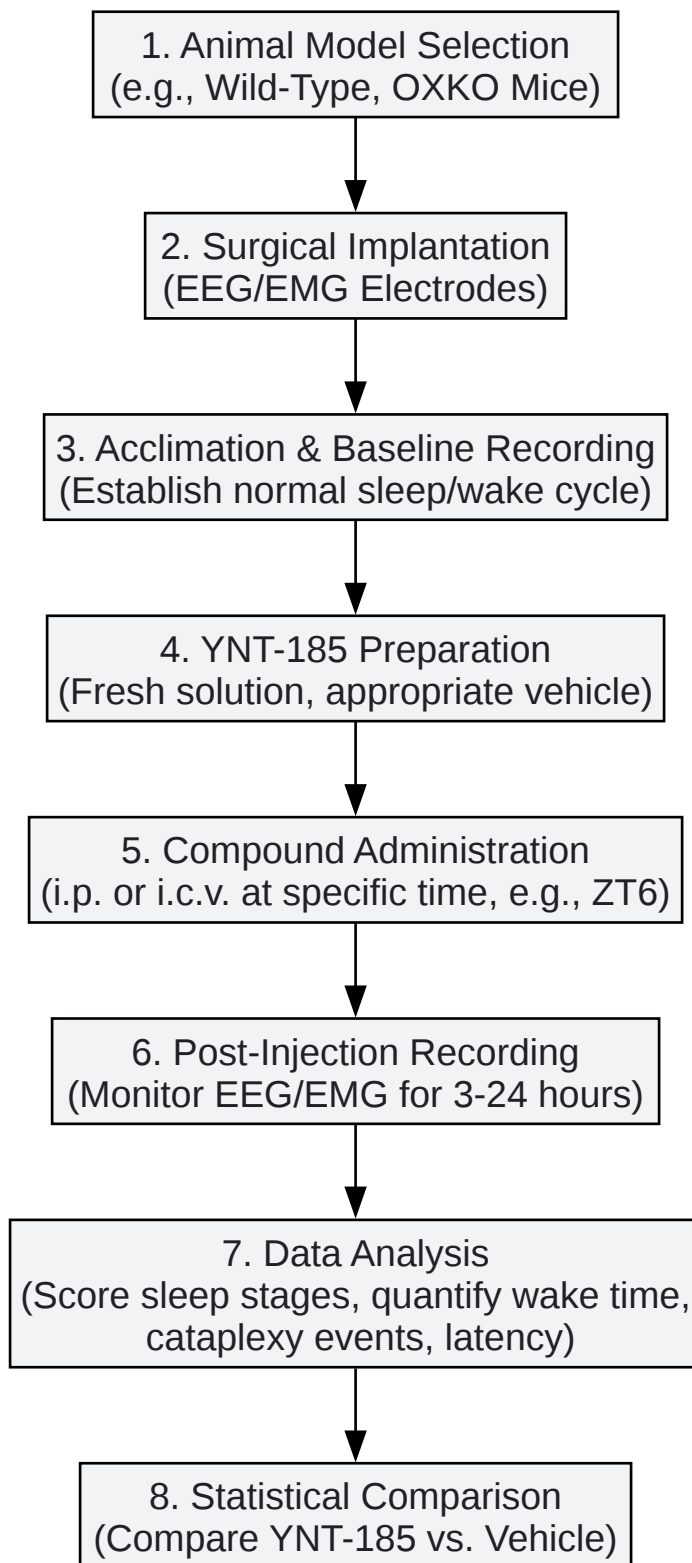 1. Animal Model Selection
(e.g., Wild-Type, OXKO Mice)
2. Surgical Implantation
(EEG/EMG Electrodes)
3. Acclimation & Baseline Recording
(Establish normal sleep/wake cycle)
4. YNT-185 Preparation
(Fresh solution, appropriate vehicle)
5. Compound Administration
(i.p. or i.c.v. at specific time, e.g., ZT6)
6. Post-Injection Recording
(Monitor EEG/EMG for 3-24 hours)
7. Data Analysis
(Score sleep stages, quantify wake time,
cataplexy events, latency)
8. Statistical Comparison
(Compare YNT-185 vs. Vehicle)